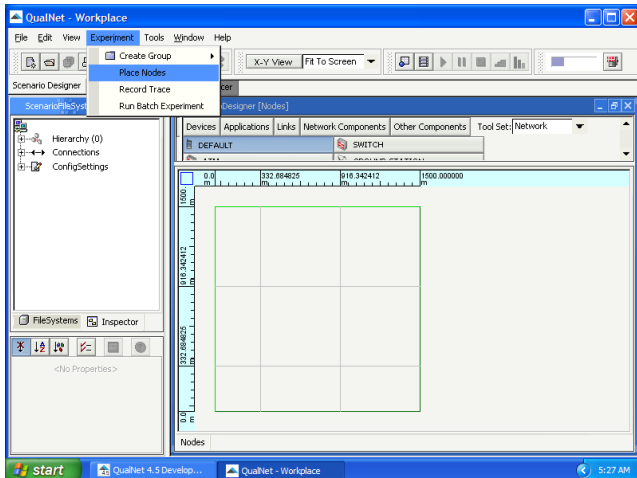 QualNet - Workplace
File Edit View Experiment Tools Window Help
Create Group
Place Nodes
Record Trace
Run Batch Experiment
X-Y View Fit To Screen
Scenario Designer
Designer [Nodes]
Devices Applications Links Network Components Other Components Tool Set: Network
DEFAULT SWITCH
Hierarchy (0)
Connections
ConfigSettings
0.0 m 332.684825 m 916.342412 m 1500.000000 m
1500.
916.342412 m
332.684825 m
0.0 m
FileSystems Inspector
<No Properties>
Nodes
start QualNet 4.5 Develop... QualNet - Workplace 5:27 AM